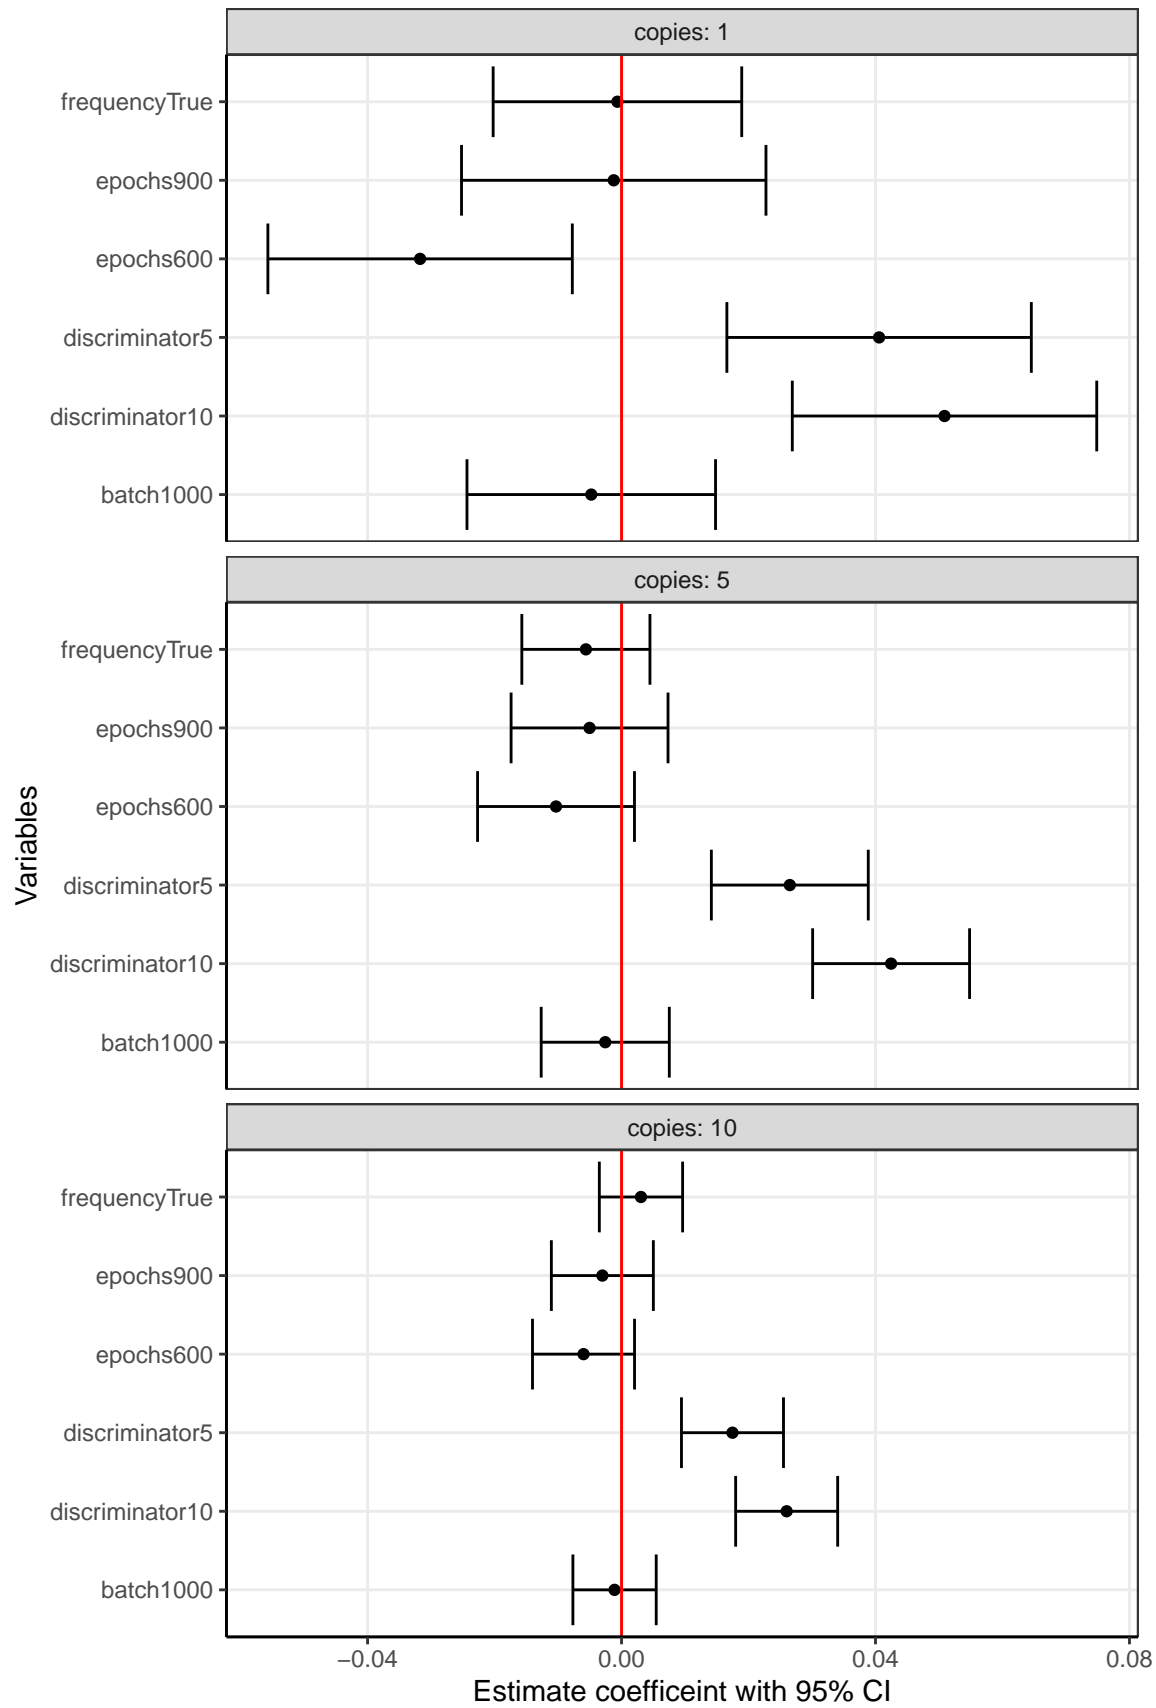 copies: 1
frequencyTrue
epochs900
epochs600
discriminator5
discriminator10
batch1000
copies: 5
frequencyTrue
epochs900
epochs600
discriminator5
discriminator10
batch1000
copies: 10
frequencyTrue
epochs900
epochs600
discriminator5
discriminator10
batch1000
Variables
−0.04 0.00 0.04 0.08
Estimate coefficeint with 95% CI